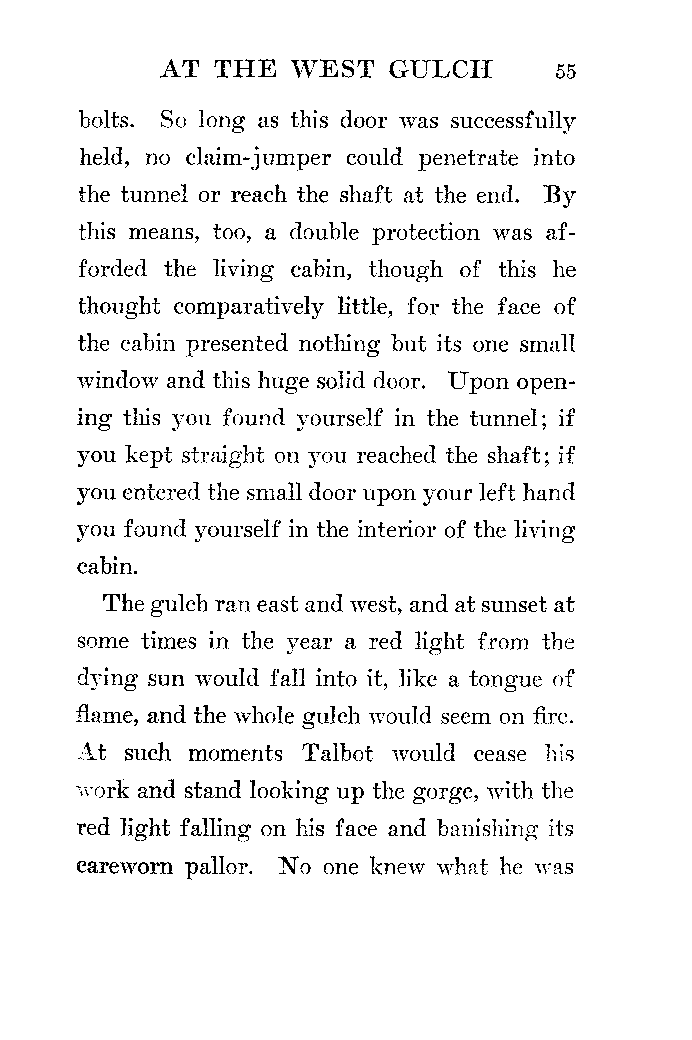 AT THE WEST GULCH 55
bolts. So long as this door was successfully
held, no claim-jumper could penetrate into
the tunnel or reach the shaft at the end. By
this means, too, a double protection was af-
forded the living cabin, though of this he
thought comparatively little, for the face of
the cabin presented nothing but its one small
window and this huge solid door. Upon open-
ing this you found yourself in the tunnel; if
you kept straight on you reached the shaft; if
you entered the small door upon your left hand
you found yourself in the interior of the living
cabin.
The gulch ran east and west, and at sunset at
some times in the year a red light from the
dying sun would fall into it, like a tongue of
flame, and the whole gulch would seem on fire.
At such moments Talbot would cease his
work and stand looking up the gorge, with the
red light falling on his face and banishing its
careworn pallor. No one knew what he was